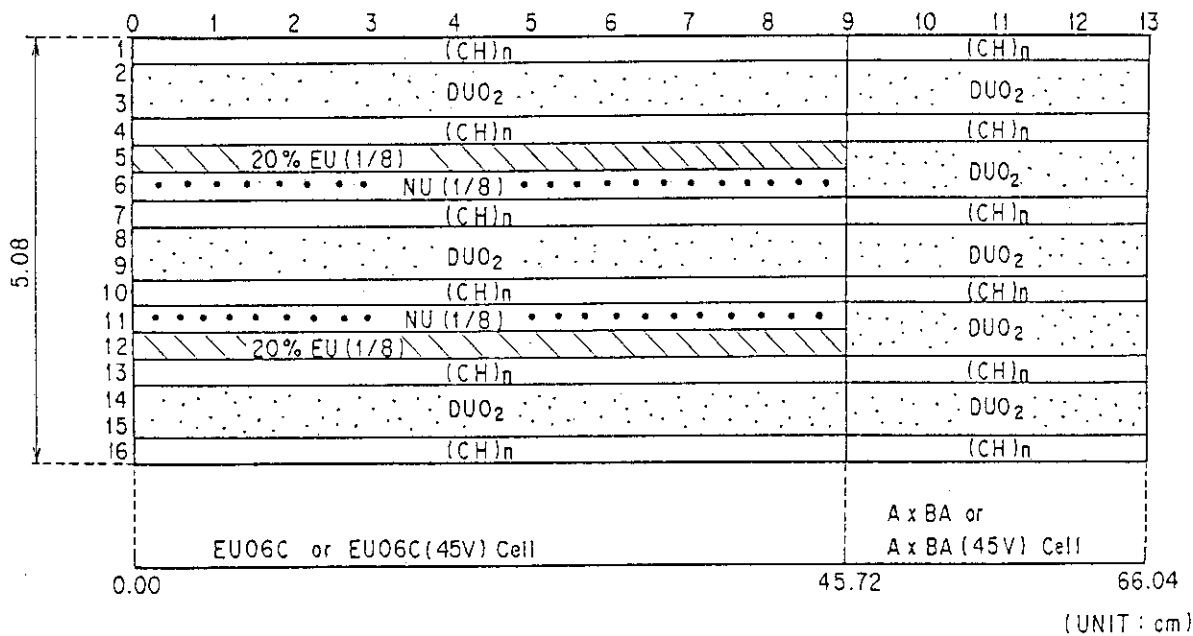 0 1 2 3 4 5 6 7 8 9 10 11 12 13
1 (CH)n (CH)n
2
DUO2 DUO2
3
4 (CH)n (CH)n
5 20% EU(1/8)
DUO2
6 NU(1/8)
7 (CH)n (CH)n
8
DUO2 DUO2
9
10 (CH)n (CH)n
11 NU(1/8)
DUO2
12 20% EU(1/8)
13 (CH)n (CH)n
14
DUO2 DUO2
15
16 (CH)n (CH)n
5.08
EU06C or EU06C(45V) Cell
A x BA or
A x BA(45V) Cell
0.00 45.72 66.04
(UNIT : cm)